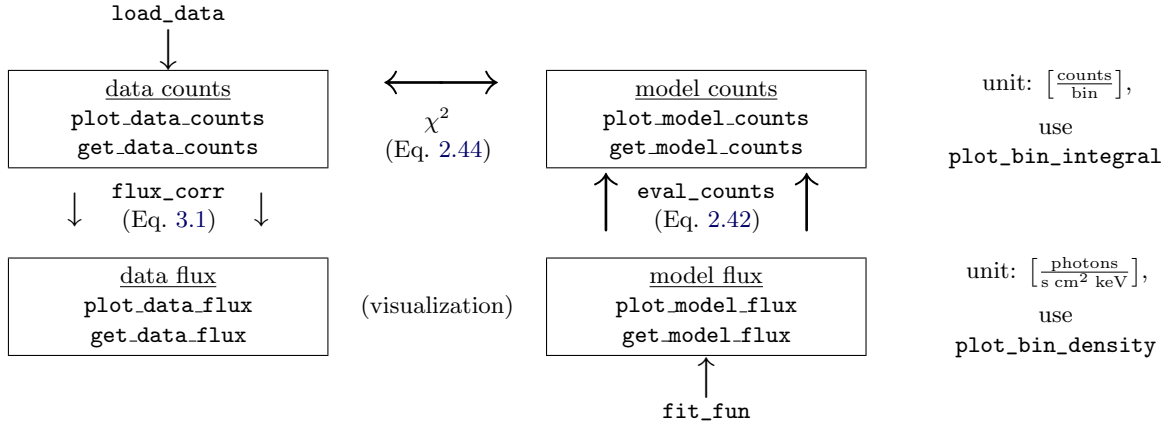 load_data
data counts
plot_data_counts
get_data_counts
χ²
(Eq. 2.44)
model counts
plot_model_counts
get_model_counts
unit: [counts/bin],
use
plot_bin_integral
flux_corr
(Eq. 3.1)
eval_counts
(Eq. 2.42)
data flux
plot_data_flux
get_data_flux
(visualization)
model flux
plot_model_flux
get_model_flux
unit: [photons/s cm² keV],
use
plot_bin_density
fit_fun